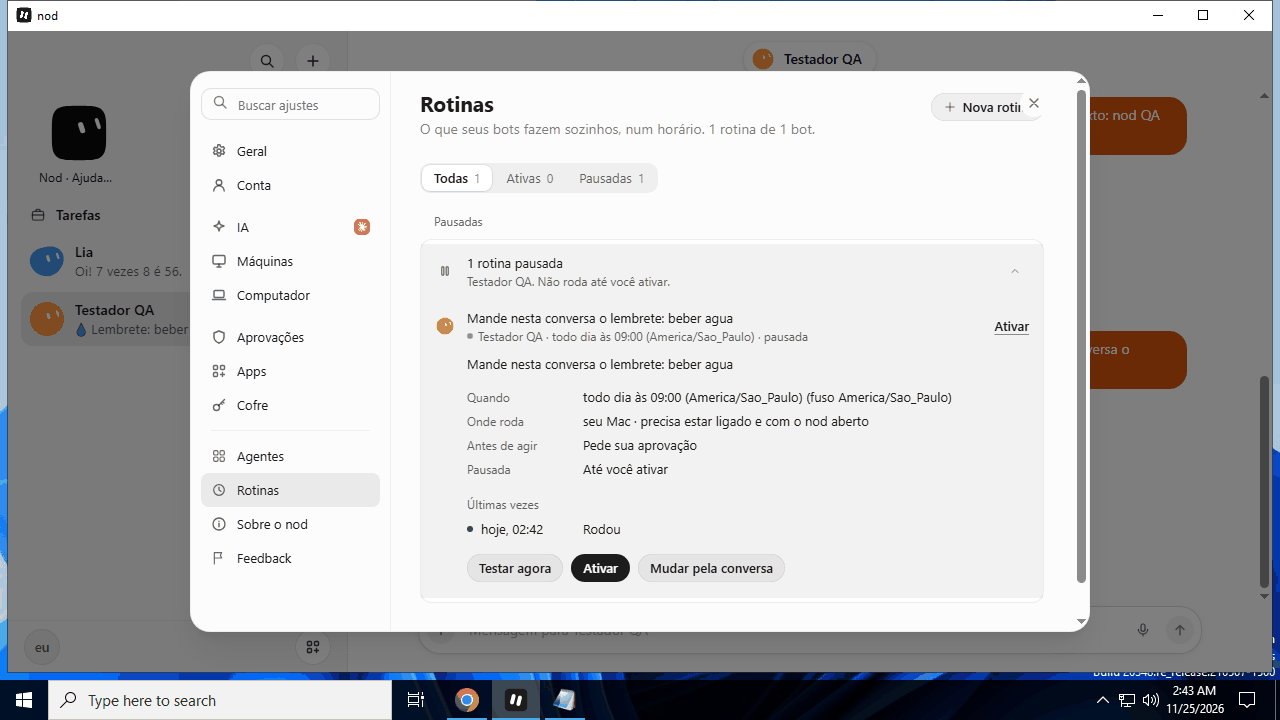 nod
Testador QA
xto: nod QA
Buscar ajustes
Rotinas
Nova rotin
O que seus bots fazem sozinhos, num horário. 1 rotina de 1 bot.
Geral
Nod · Ajuda...
Conta
Todas 1
Ativas 0
Pausadas 1
Tarefas
IA
Pausadas
Lia
Oi! 7 vezes 8 é 56.
Máquinas
1 rotina pausada
Testador QA. Não roda até você ativar.
Computador
Testador QA
Lembrete: beber
Mande nesta conversa o lembrete: beber agua
Ativar
Testador QA · todo dia às 09:00 (America/Sao_Paulo) · pausada
Aprovações
versa o
Mande nesta conversa o lembrete: beber agua
Apps
Quando todo dia às 09:00 (America/Sao_Paulo) (fuso America/Sao_Paulo)
Cofre
Onde roda seu Mac · precisa estar ligado e com o nod aberto
Antes de agir Pede sua aprovação
Agentes
Pausada Até você ativar
Rotinas
Últimas vezes
Sobre o nod
hoje, 02:42 Rodou
Feedback
Testar agora
Ativar
Mudar pela conversa
eu
Mensagem para Testador QA
Type here to search
2:43 AM
11/25/2026